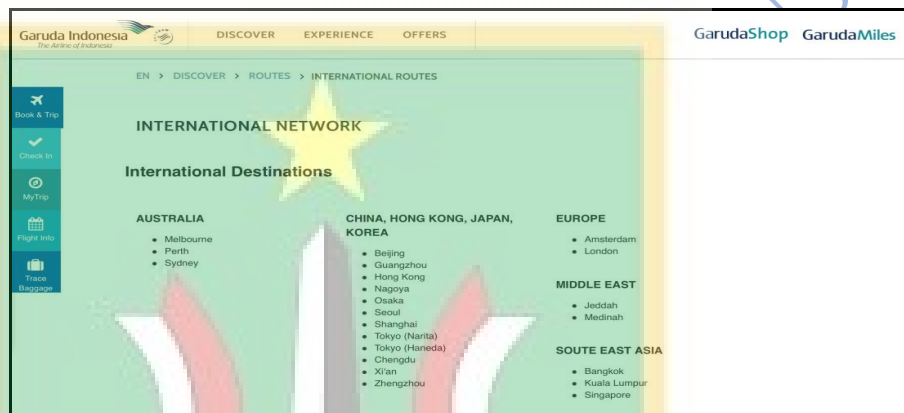 Garuda Indonesia
The Airline of Indonesia
DISCOVER EXPERIENCE OFFERS
GarudaShop GarudaMiles
EN > DISCOVER > ROUTES > INTERNATIONAL ROUTES
Book & Trip
Check In
MyTrip
Flight Info
Trace
Baggage
INTERNATIONAL NETWORK
International Destinations
AUSTRALIA
• Melbourne
• Perth
• Sydney
CHINA, HONG KONG, JAPAN,
KOREA
• Beijing
• Guangzhou
• Hong Kong
• Nagoya
• Osaka
• Seoul
• Shanghai
• Tokyo (Narita)
• Tokyo (Haneda)
• Chengdu
• Xi'an
• Zhengzhou
EUROPE
• Amsterdam
• London
MIDDLE EAST
• Jeddah
• Medinah
SOUTE EAST ASIA
• Bangkok
• Kuala Lumpur
• Singapore